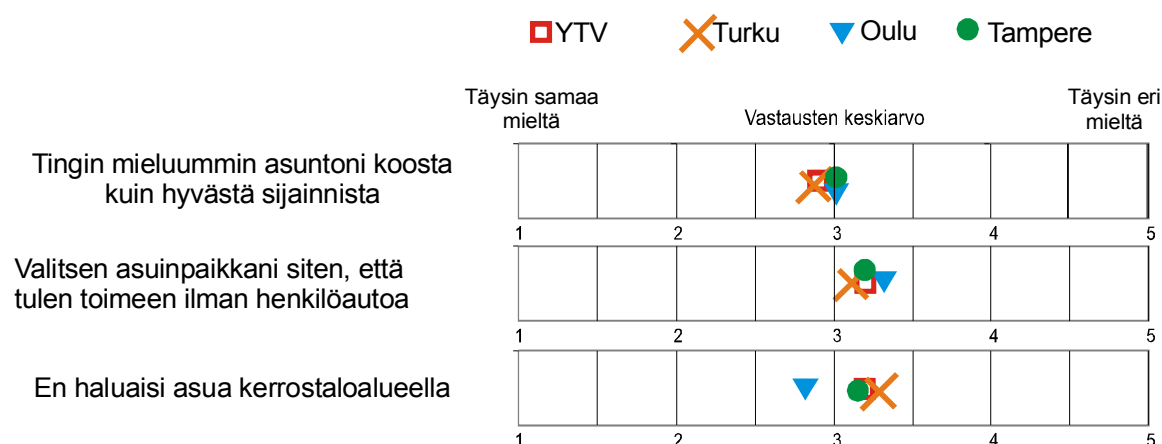 YTV Turku Oulu Tampere
Täysin samaa mieltä
Vastausten keskiarvo
Täysin eri mieltä
Tingin mieluummin asuntoni koosta
kuin hyvästä sijainnista
1 2 3 4 5
Valitsen asuinpaikkani siten, että
tulen toimeen ilman henkilöautoa
1 2 3 4 5
En haluaisi asua kerrostaloalueella
1 2 3 4 5